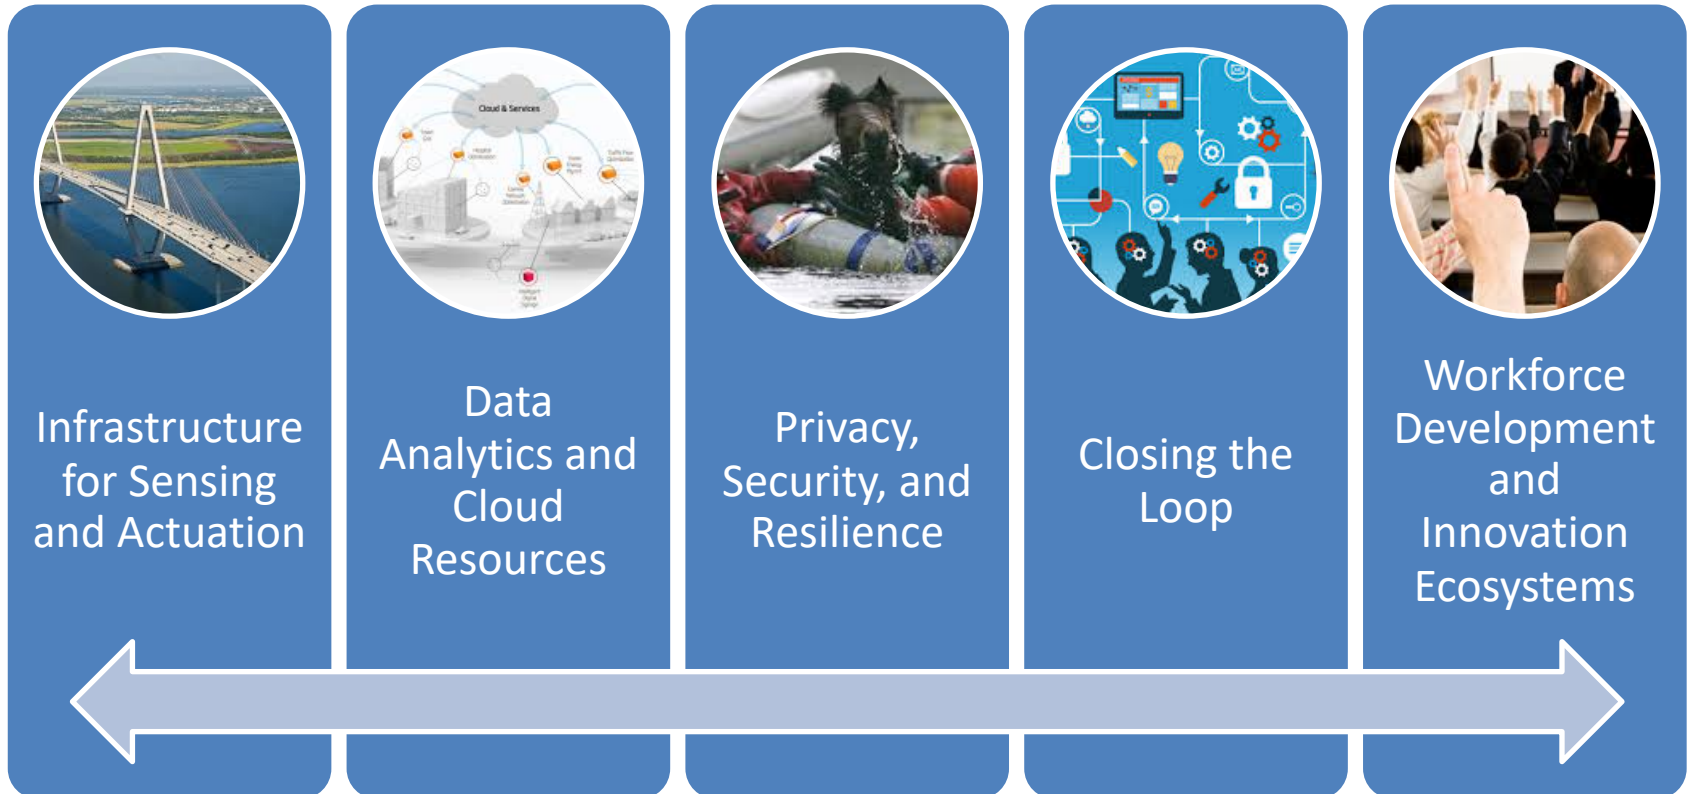 Cloud & Services
Infrastructure
for Sensing
and Actuation
Data
Analytics and
Cloud
Resources
Privacy,
Security, and
Resilience
Closing the
Loop
Workforce
Development
and
Innovation
Ecosystems